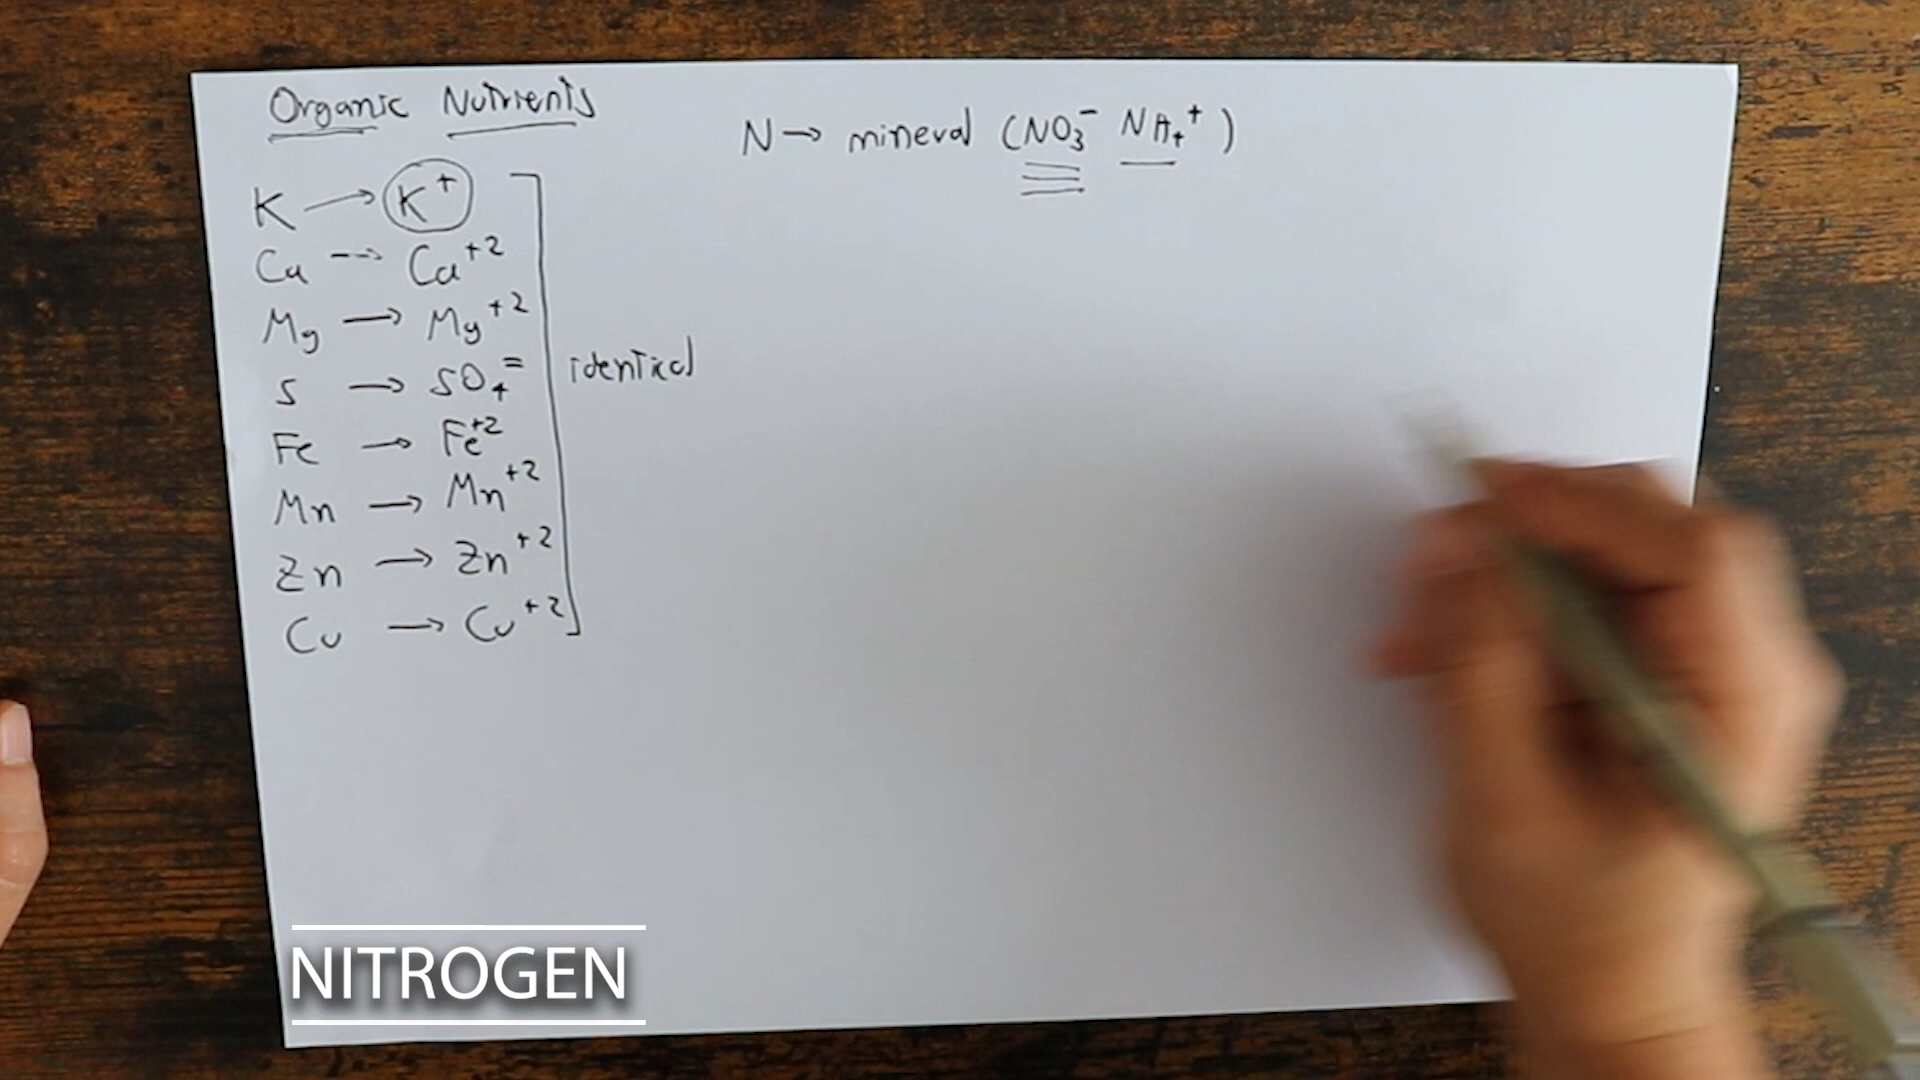 Organic Nutrients
K → K⁺
Ca → Ca⁺²
Mg → Mg⁺²
S → SO₄⁼
Fe → Fe⁺²
Mn → Mn⁺²
Zn → Zn⁺²
Cu → Cu⁺²
identical
N → mineral (NO₃⁻ NH₄⁺)
NITROGEN